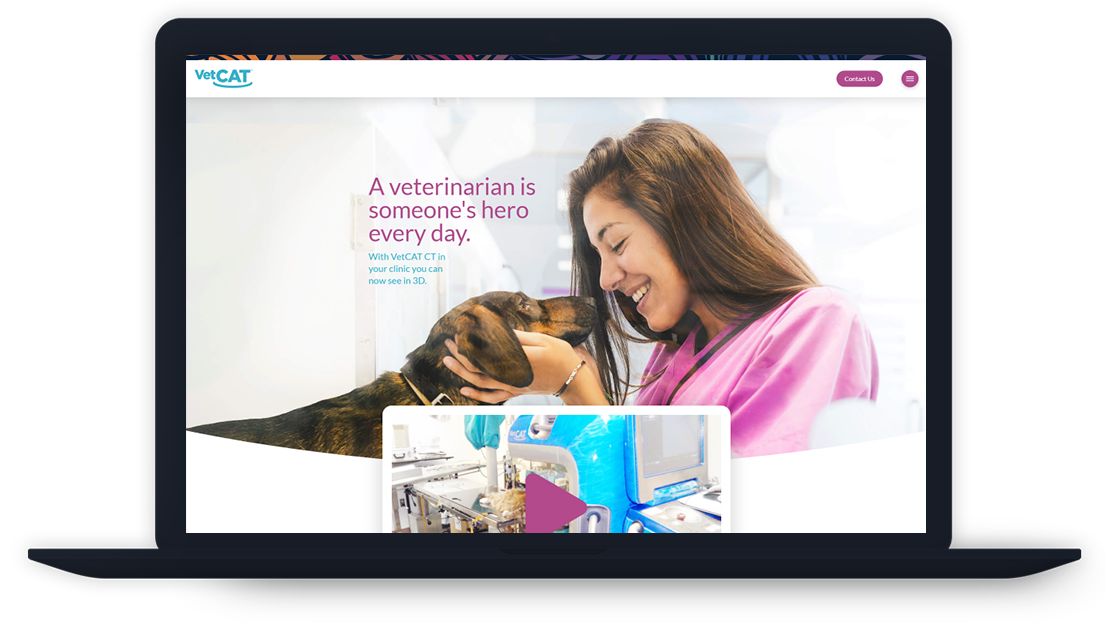 VetCAT
Contact Us
A veterinarian is
someone's hero
every day.
With VetCAT CT in
your clinic you can
now see in 3D.
VetCAT